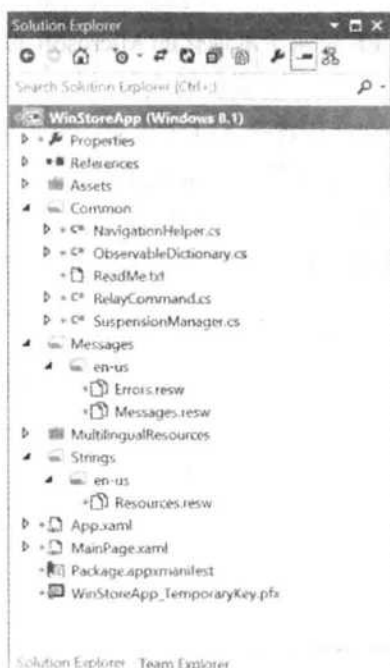 Solution Explorer
Search Solution Explorer (Ctrl+;)
WinStoreApp (Windows 8.1)
Properties
References
Assets
Common
C# NavigationHelper.cs
C# ObservableDictionary.cs
ReadMe.txt
C# RelayCommand.cs
C# SuspensionManager.cs
Messages
en-us
Errors.resw
Messages.resw
MultilingualResources
Strings
en-us
Resources.resw
App.xaml
MainPage.xaml
Package.appxmanifest
WinStoreApp_TemporaryKey.pfx
Solution Explorer Team Explorer